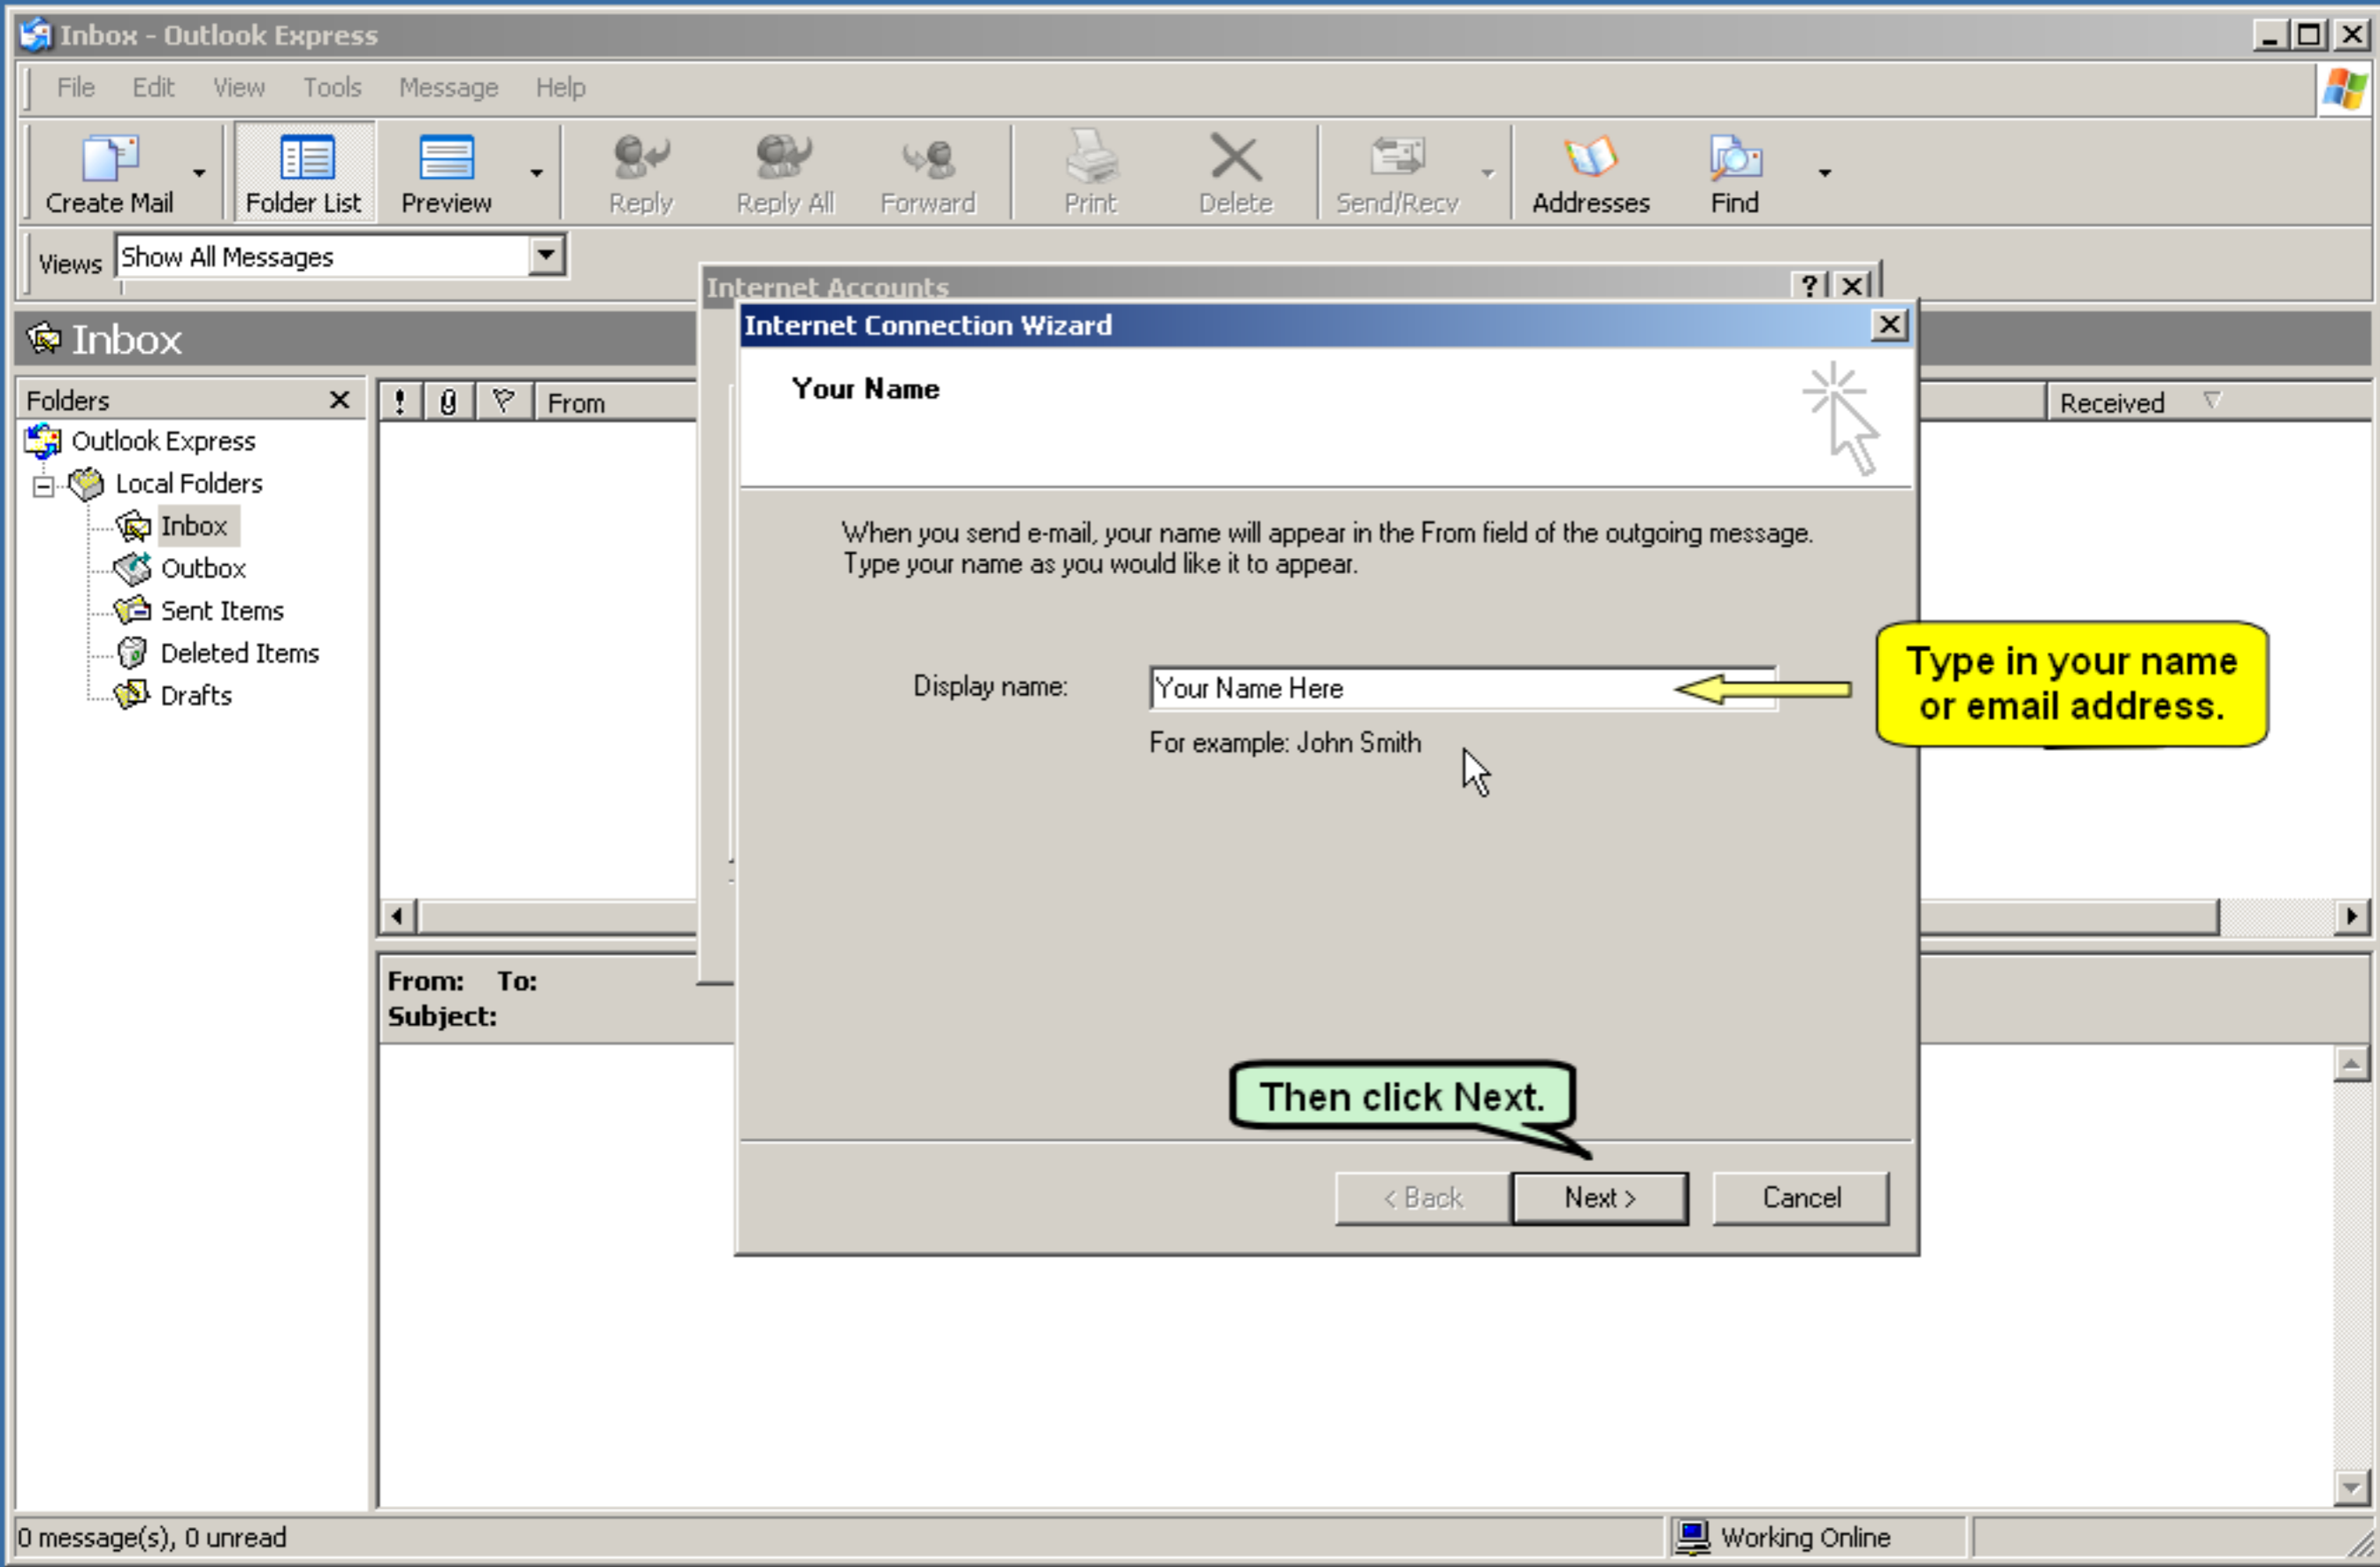 Inbox - Outlook Express
File Edit View Tools Message Help
Create Mail Folder List Preview Reply Reply All Forward Print Delete Send/Recv Addresses Find
Views Show All Messages
Internet Accounts
Internet Connection Wizard
Inbox
Your Name
Folders
! From Received
Outlook Express
Local Folders
Inbox
Outbox
Sent Items
Deleted Items
Drafts
When you send e-mail, your name will appear in the From field of the outgoing message.
Type your name as you would like it to appear.
Display name: Your Name Here
For example: John Smith
Type in your name
or email address.
From: To:
Subject:
Then click Next.
< Back Next > Cancel
0 message(s), 0 unread Working Online